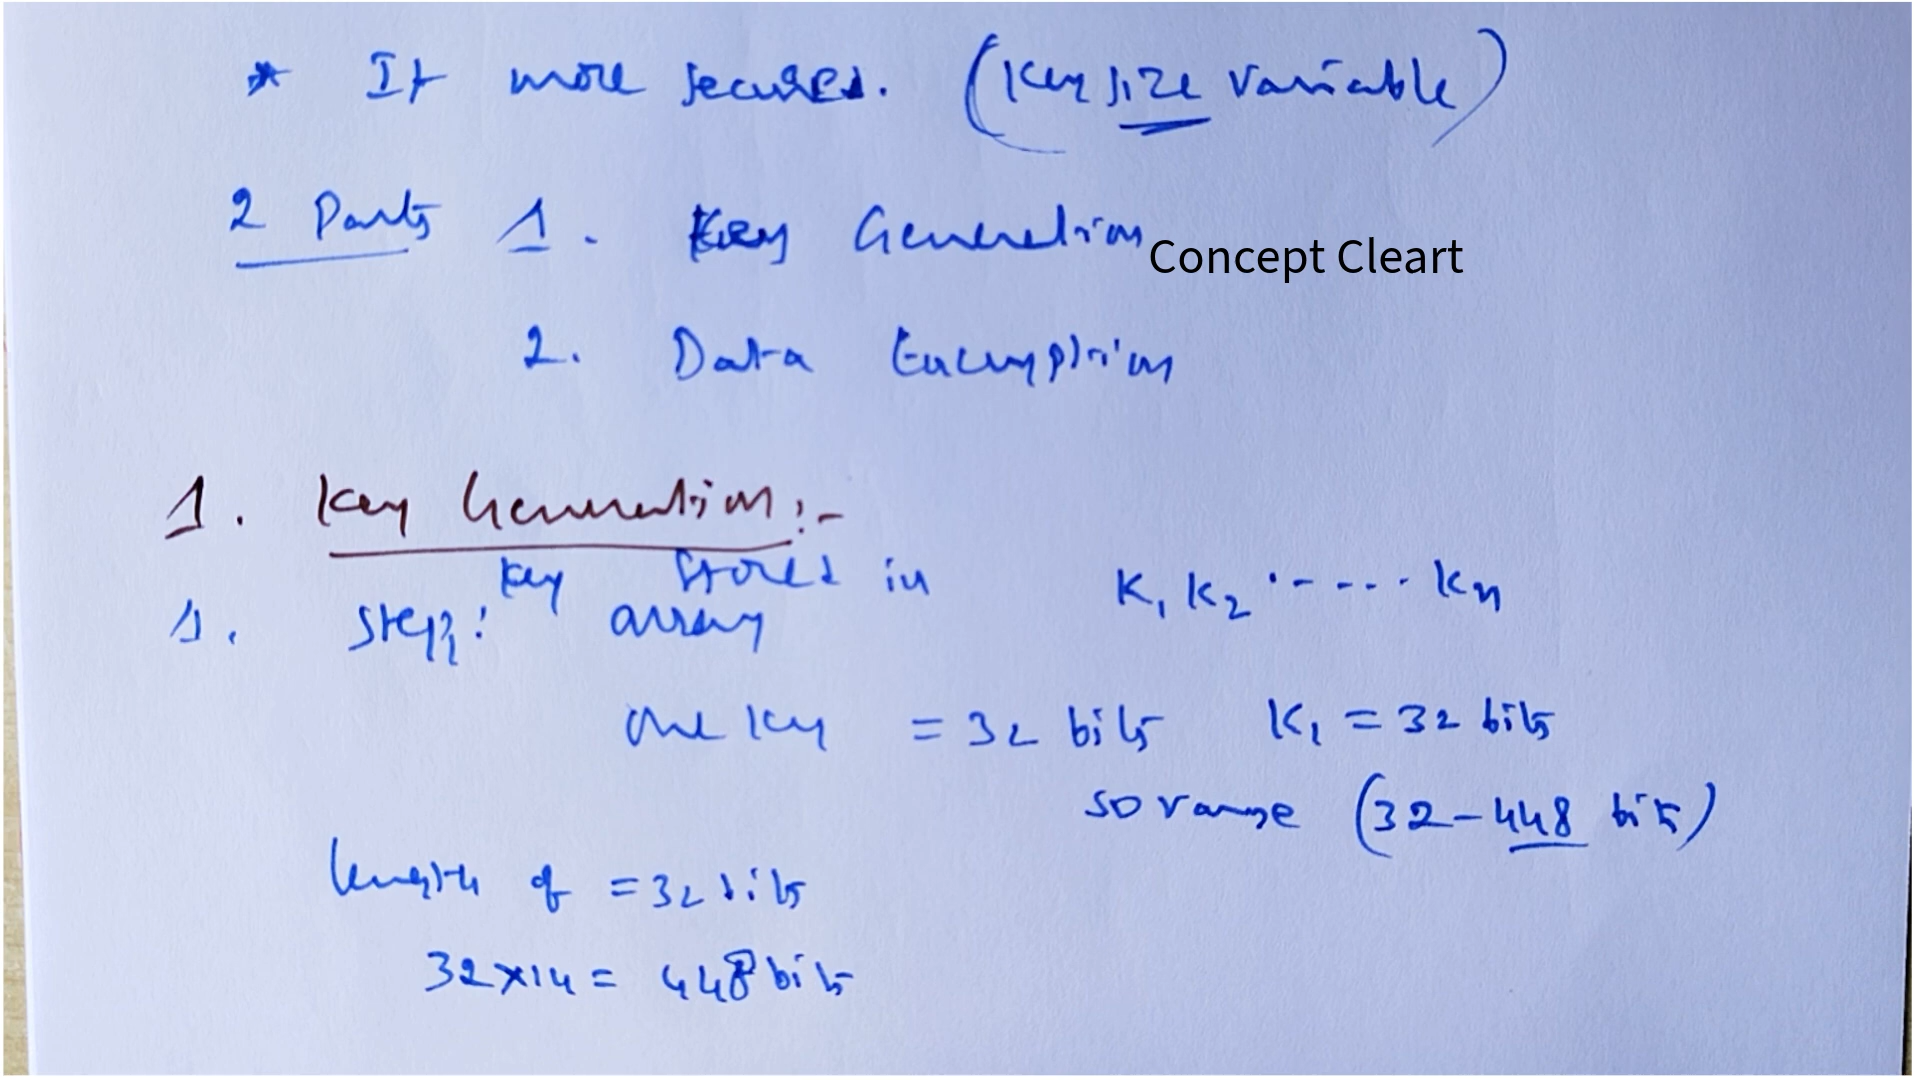 * It more secured. (Key size variable)
2 Parts 1. Key Generation
Concept Cleart
2. Data Encryption
1. Key Generation:-
key stored in K1 K2 ..---. Kn
1. step: array
one key = 32 bits K1 = 32 bits
so range (32-448 bits)
length of = 32 bits
32x14 = 448 bits